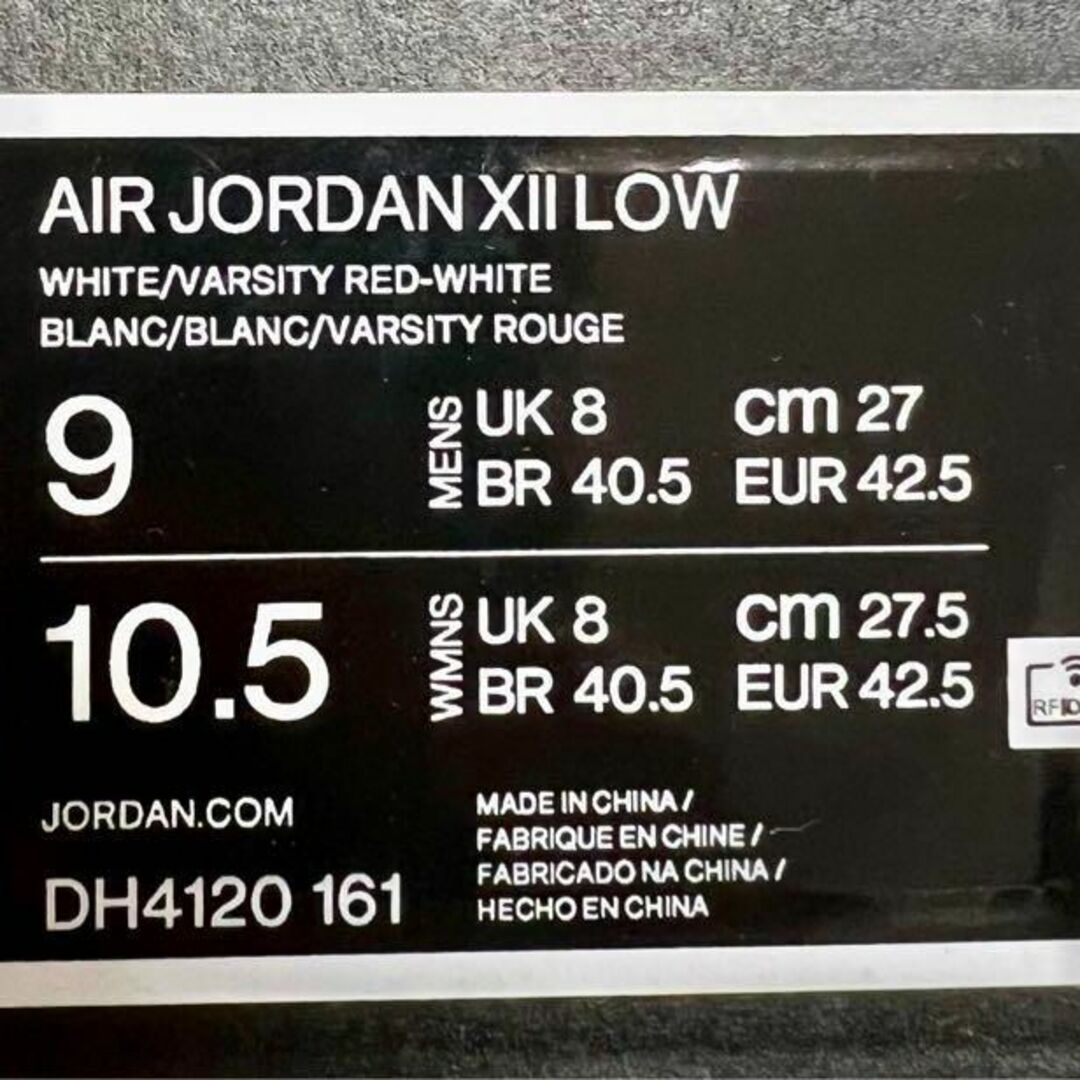 AIR JORDAN XII LOW
WHITE/VARSITY RED-WHITE
BLANC/BLANC/VARSITY ROUGE
9 MENS UK 8 cm 27
BR 40.5 EUR 42.5
10.5 WMNS UK 8 cm 27.5
BR 40.5 EUR 42.5
JORDAN.COM
DH4120 161
MADE IN CHINA /
FABRIQUE EN CHINE /
FABRICADO NA CHINA /
HECHO EN CHINA
RFID